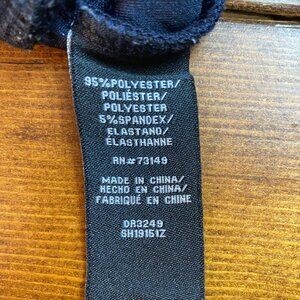 95%POLYESTER/
POLIÉSTER/
POLYESTER
5%SPANDEX/
ELASTANO/
ÉLASTHANNE
RN#73149
MADE IN CHINA/
HECHO EN CHINA/
FABRIQUÉ EN CHINE
DR3249
GH19151Z